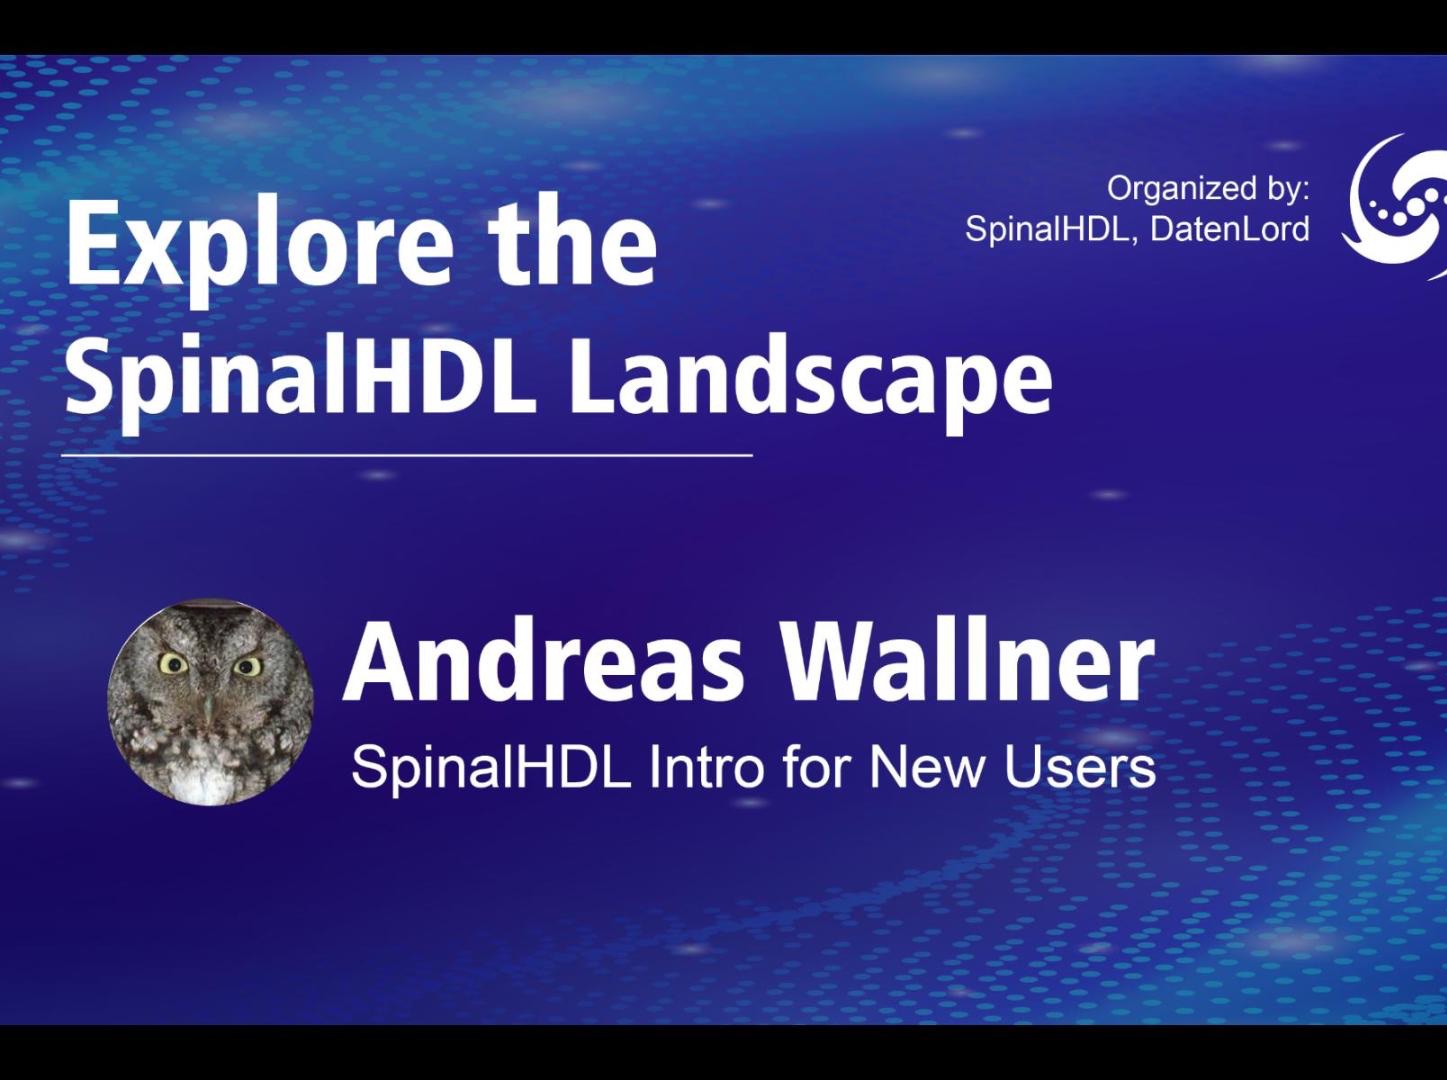 Organized by:
SpinalHDL, DatenLord
Explore the
SpinalHDL Landscape
Andreas Wallner
SpinalHDL Intro for New Users